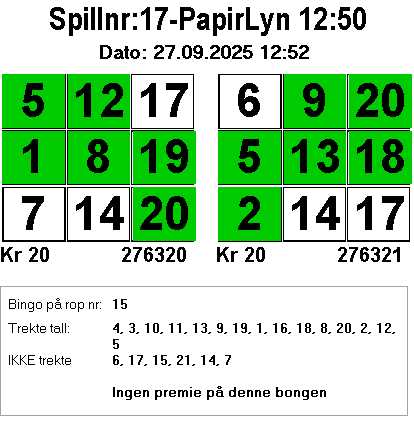 Spillnr:17-PapirLyn 12:50
Dato: 27.09.2025 12:52
5 12 17 6 9 20
1 8 19 5 13 18
7 14 20 2 14 17
Kr 20 276320 Kr 20 276321
Bingo på rop nr: 15
Trekte tall: 4, 3, 10, 11, 13, 9, 19, 1, 16, 18, 8, 20, 2, 12,
5
IKKE trekte 6, 17, 15, 21, 14, 7
Ingen premie på denne bongen